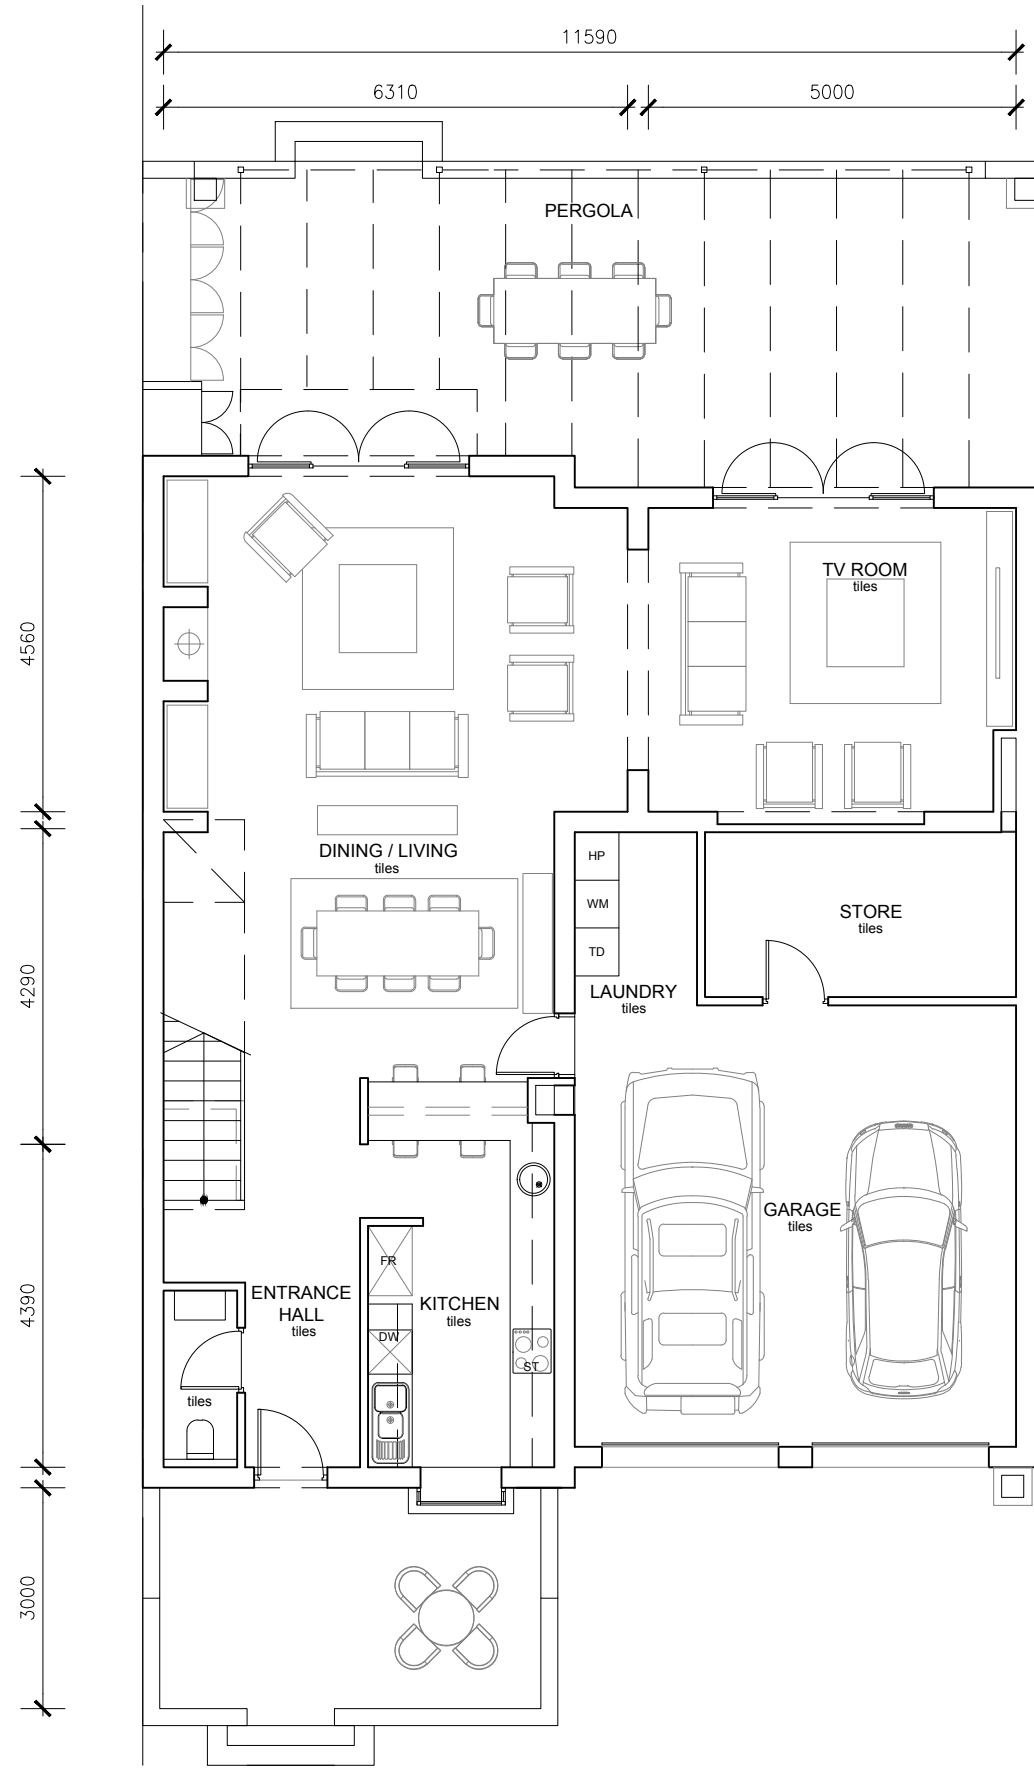 11590
6310
5000
PERGOLA
TV ROOM
tiles
4560
DINING / LIVING
tiles
HP
WM
TD
STORE
tiles
LAUNDRY
tiles
4290
GARAGE
tiles
FR
ENTRANCE
HALL
tiles
KITCHEN
tiles
DW
ST
tiles
4390
3000